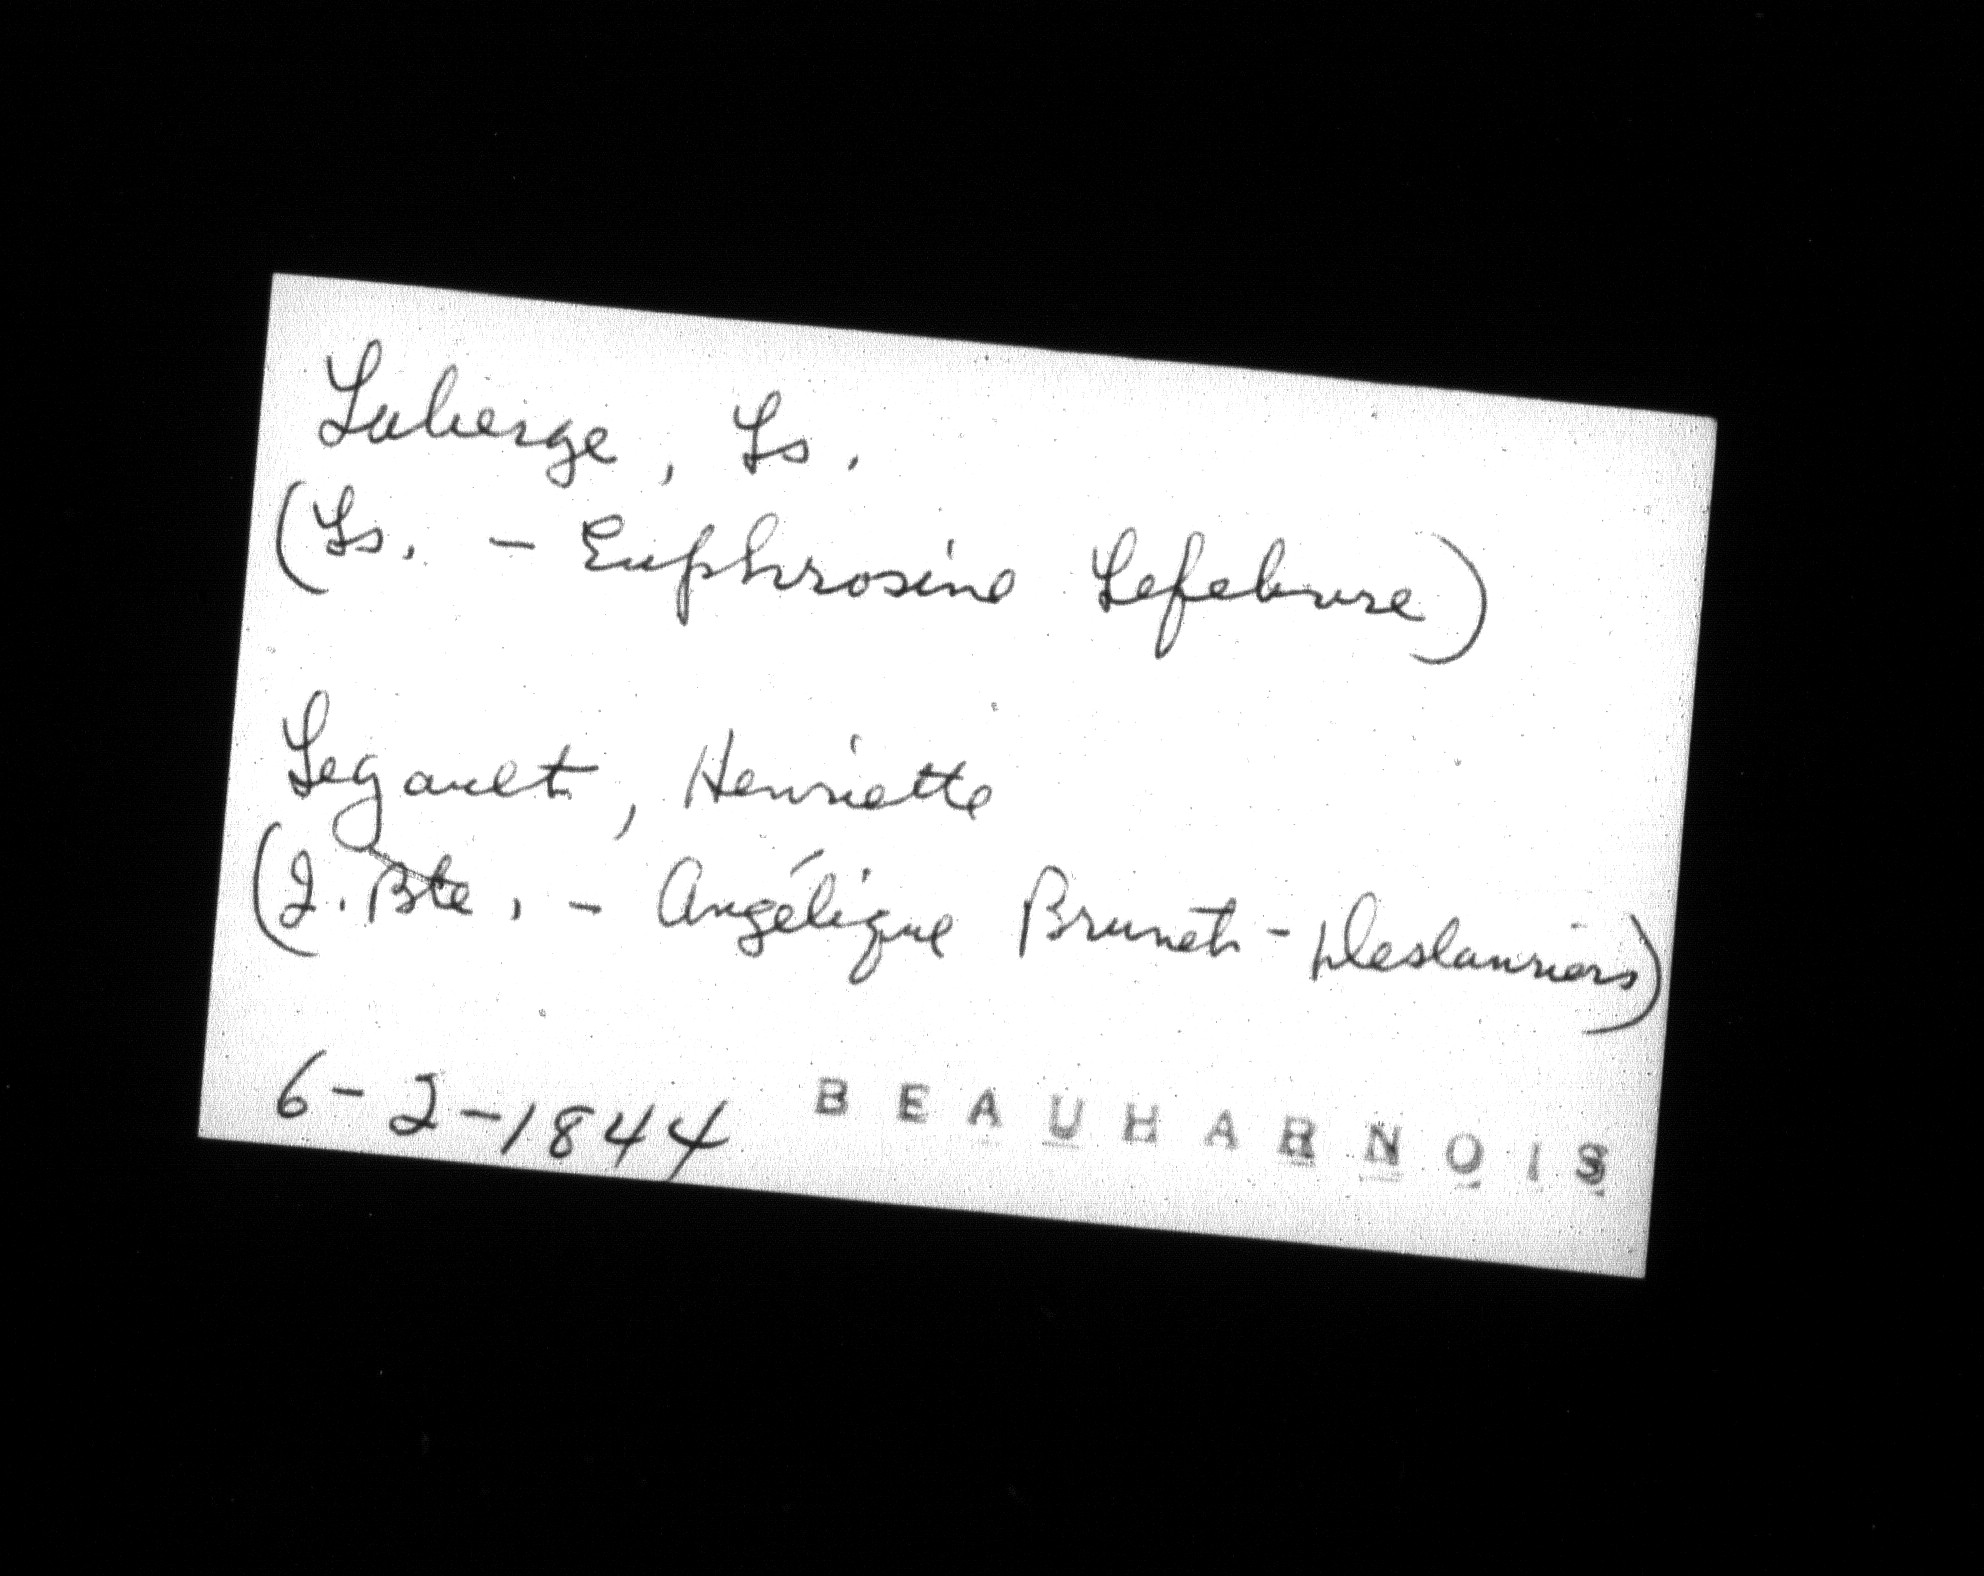 Laberge, Ls.
(Ls. - Euphrosine Lefebvre)
Legault, Henriette
(J. Bte. - Angélique Brunet - Deslauriers)
6-2-1844 BEAUHARNOIS